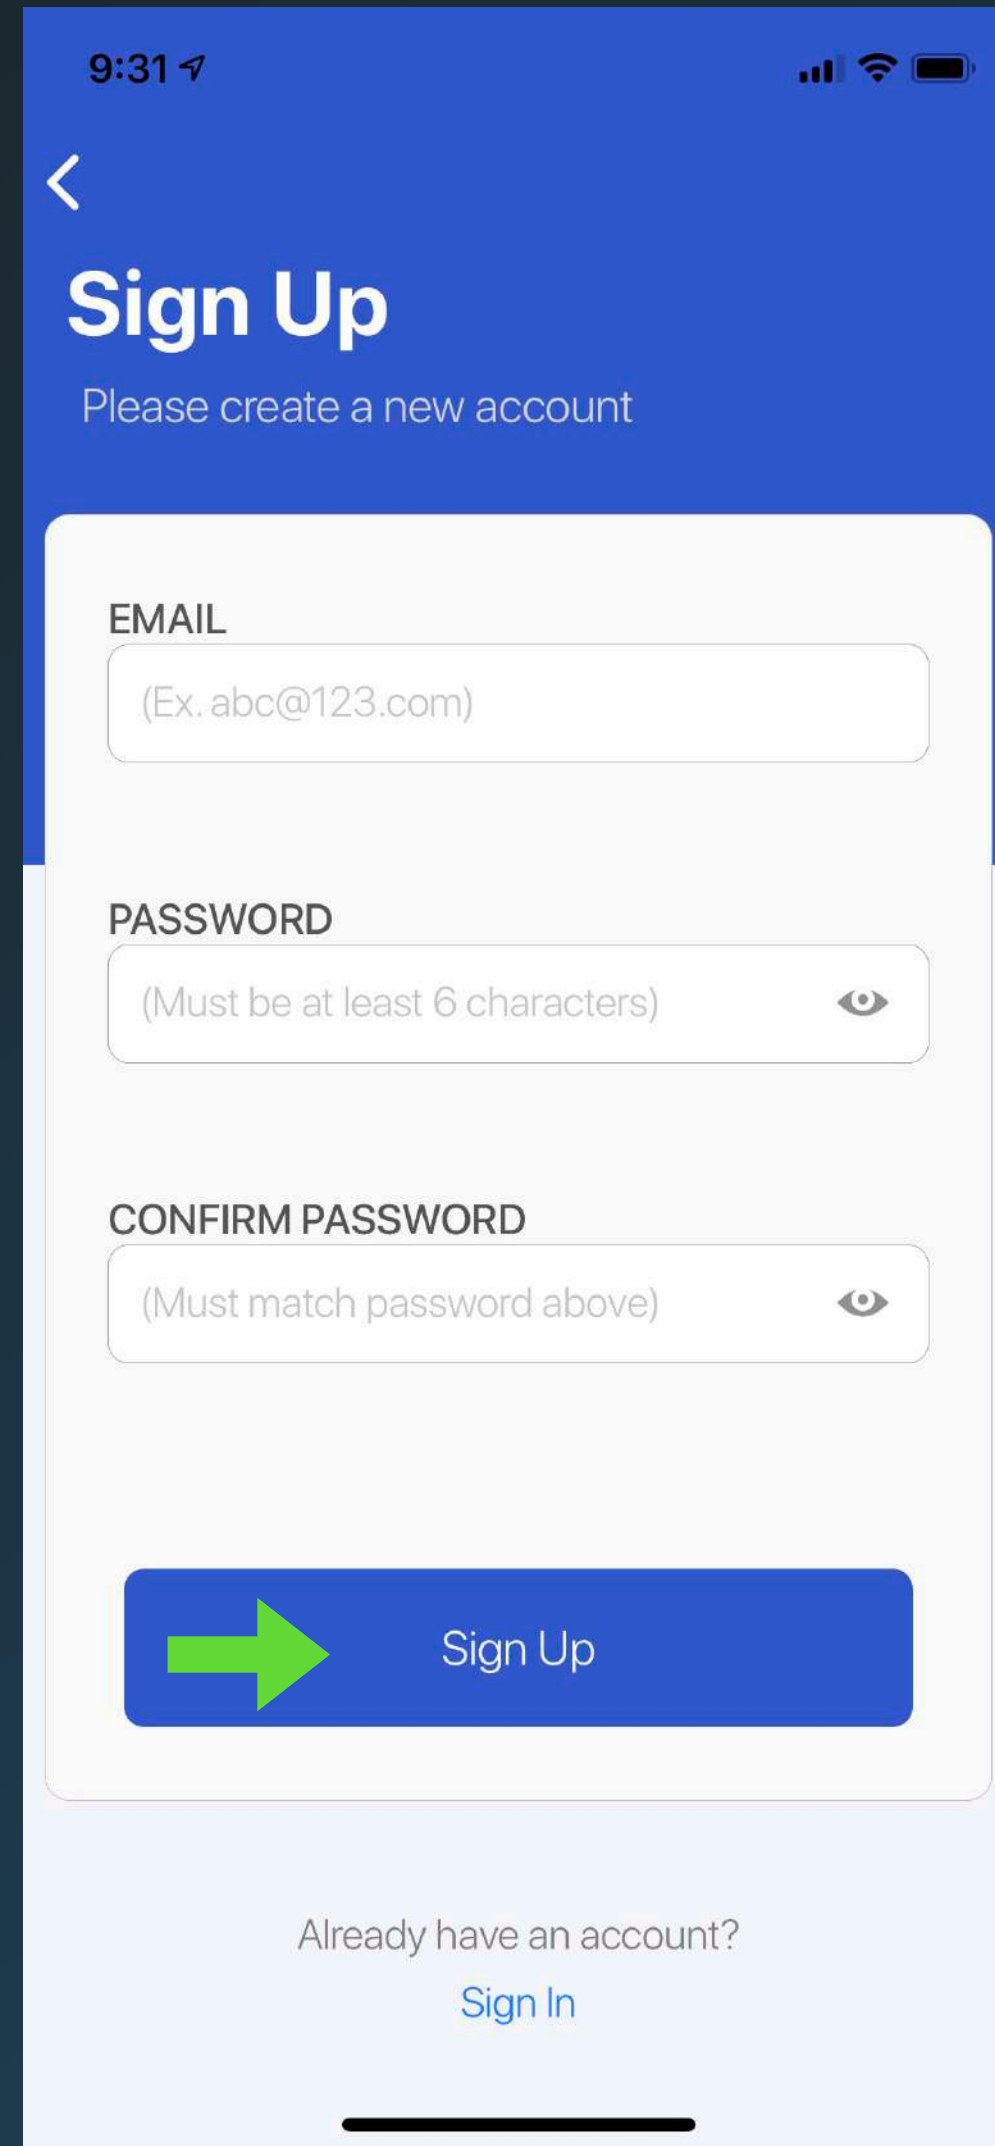 9:31
Sign Up
Please create a new account
EMAIL
(Ex. abc@123.com)
PASSWORD
(Must be at least 6 characters)
CONFIRM PASSWORD
(Must match password above)
Sign Up
Already have an account?
Sign In